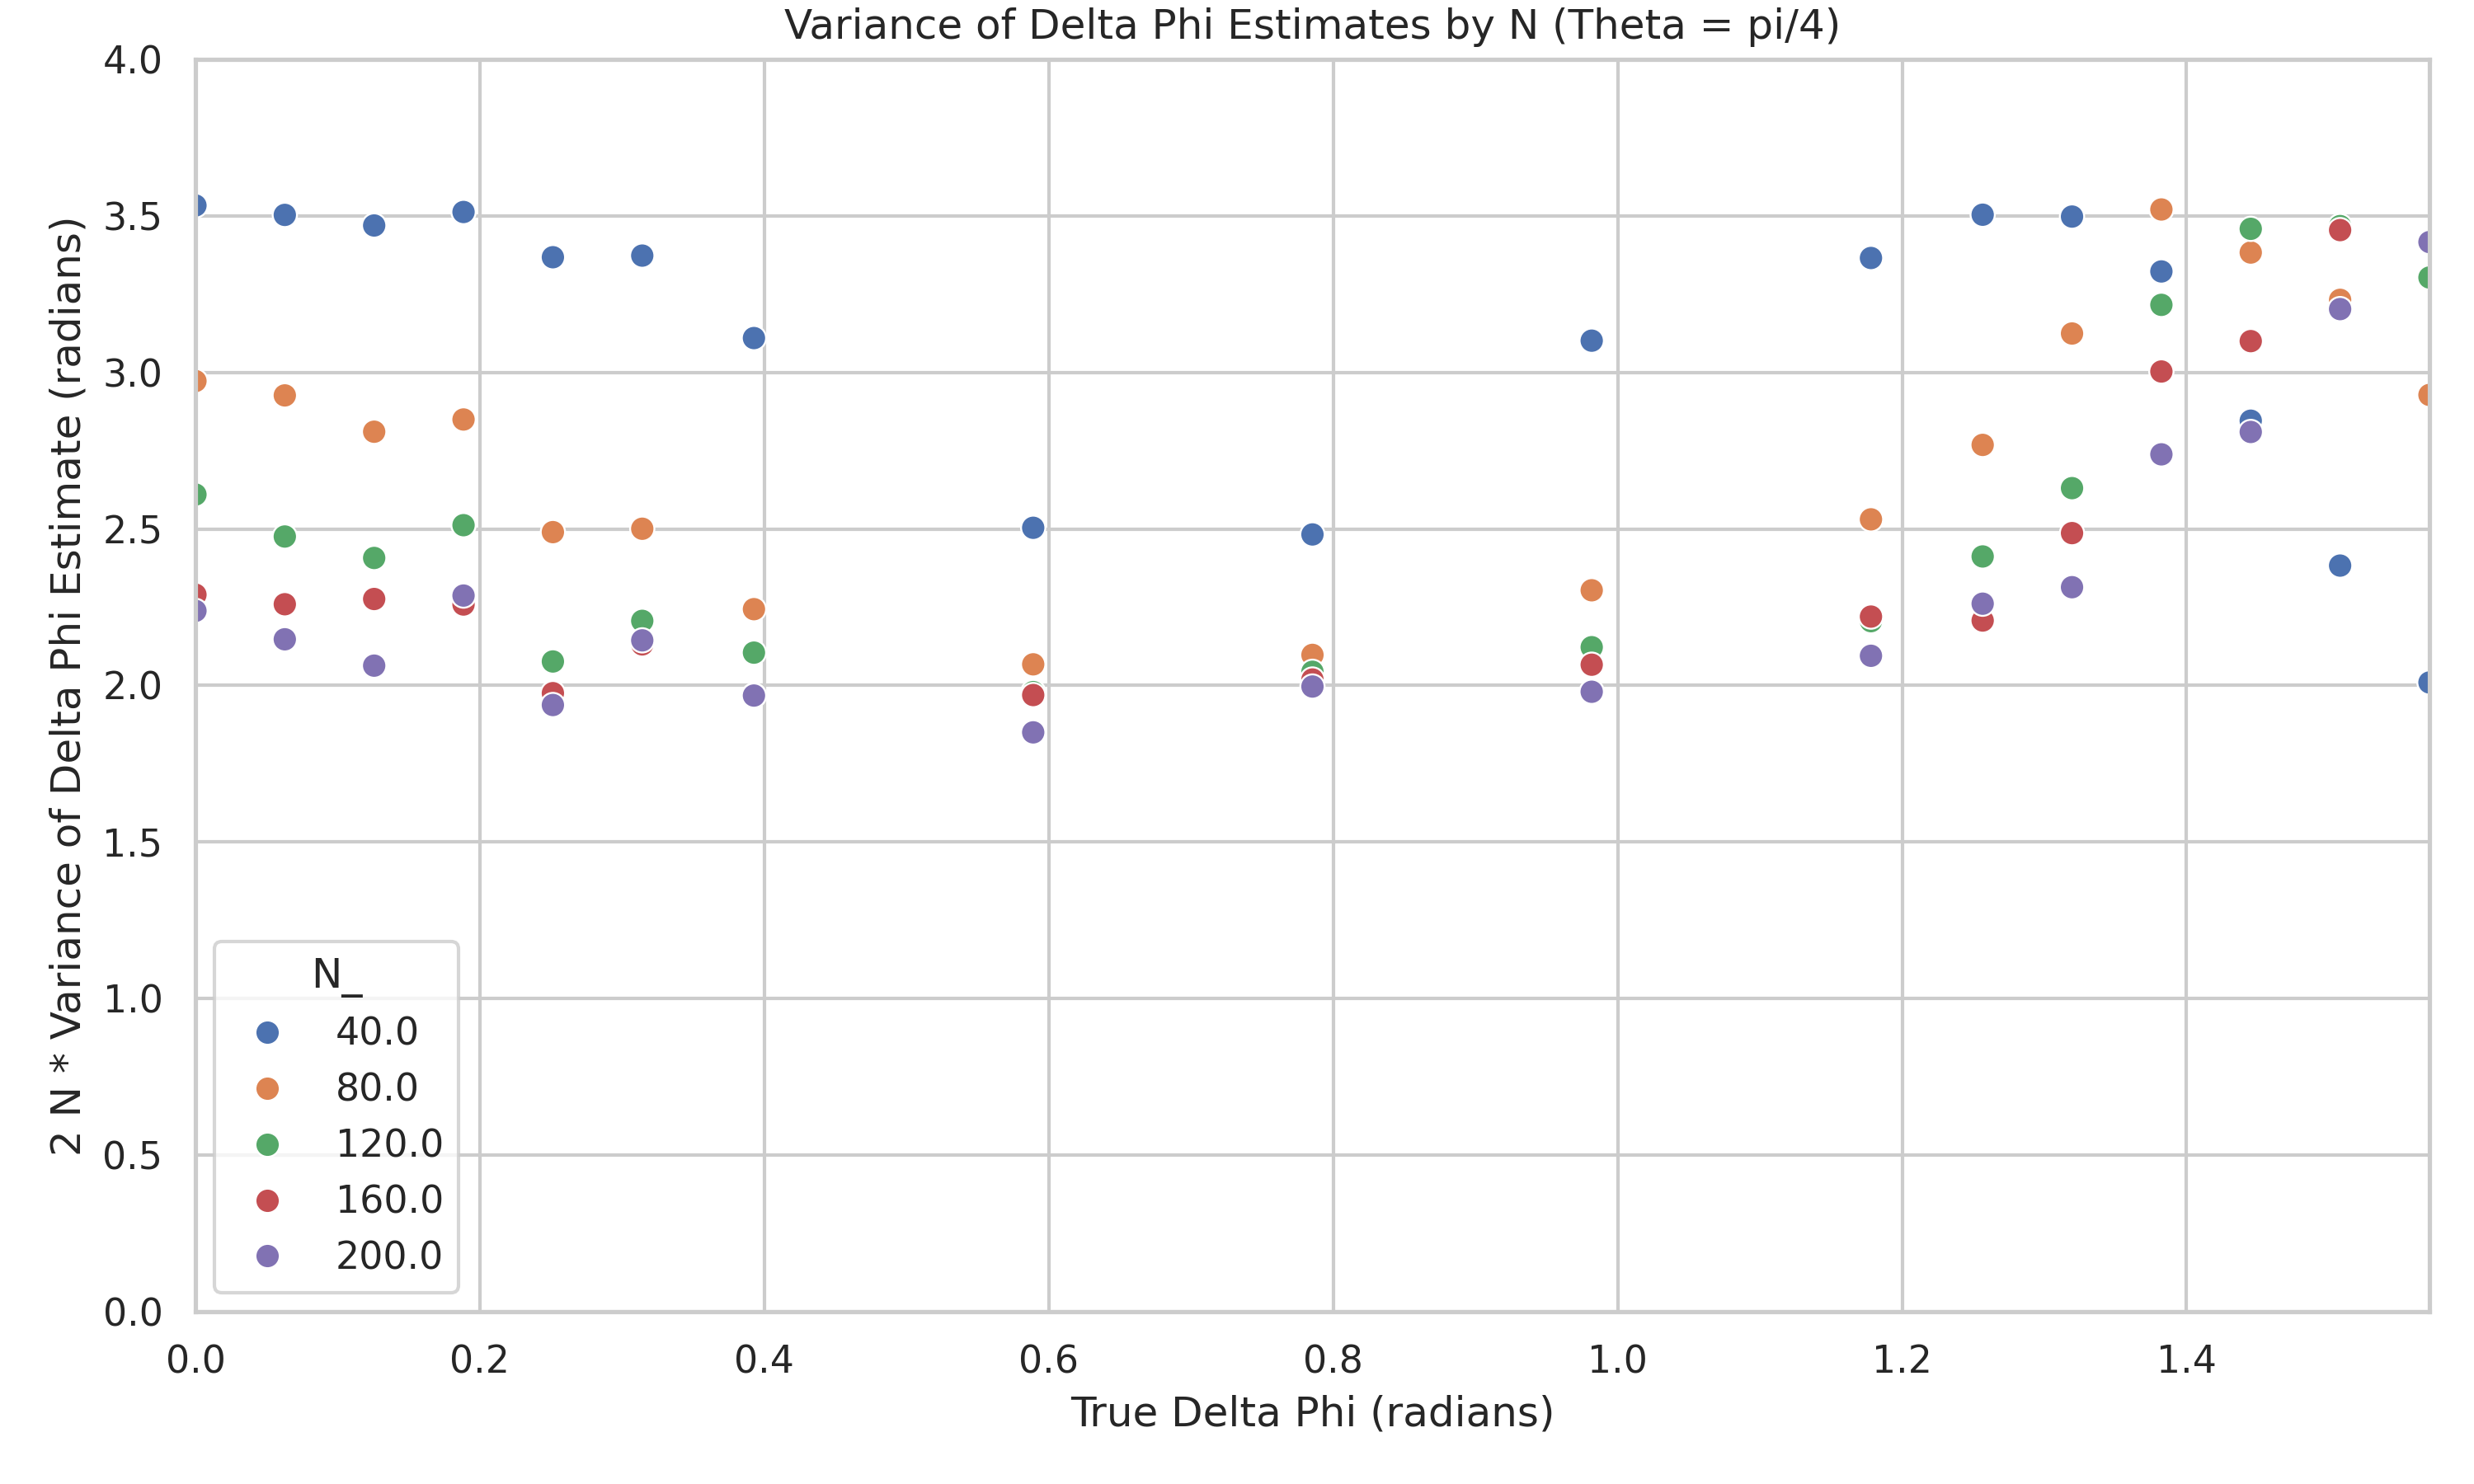 Variance of Delta Phi Estimates by N (Theta = pi/4)
2 N * Variance of Delta Phi Estimate (radians)
4.0
3.5
3.0
2.5
2.0
1.5
1.0
0.5
0.0
N_
40.0
80.0
120.0
160.0
200.0
0.0 0.2 0.4 0.6 0.8 1.0 1.2 1.4
True Delta Phi (radians)